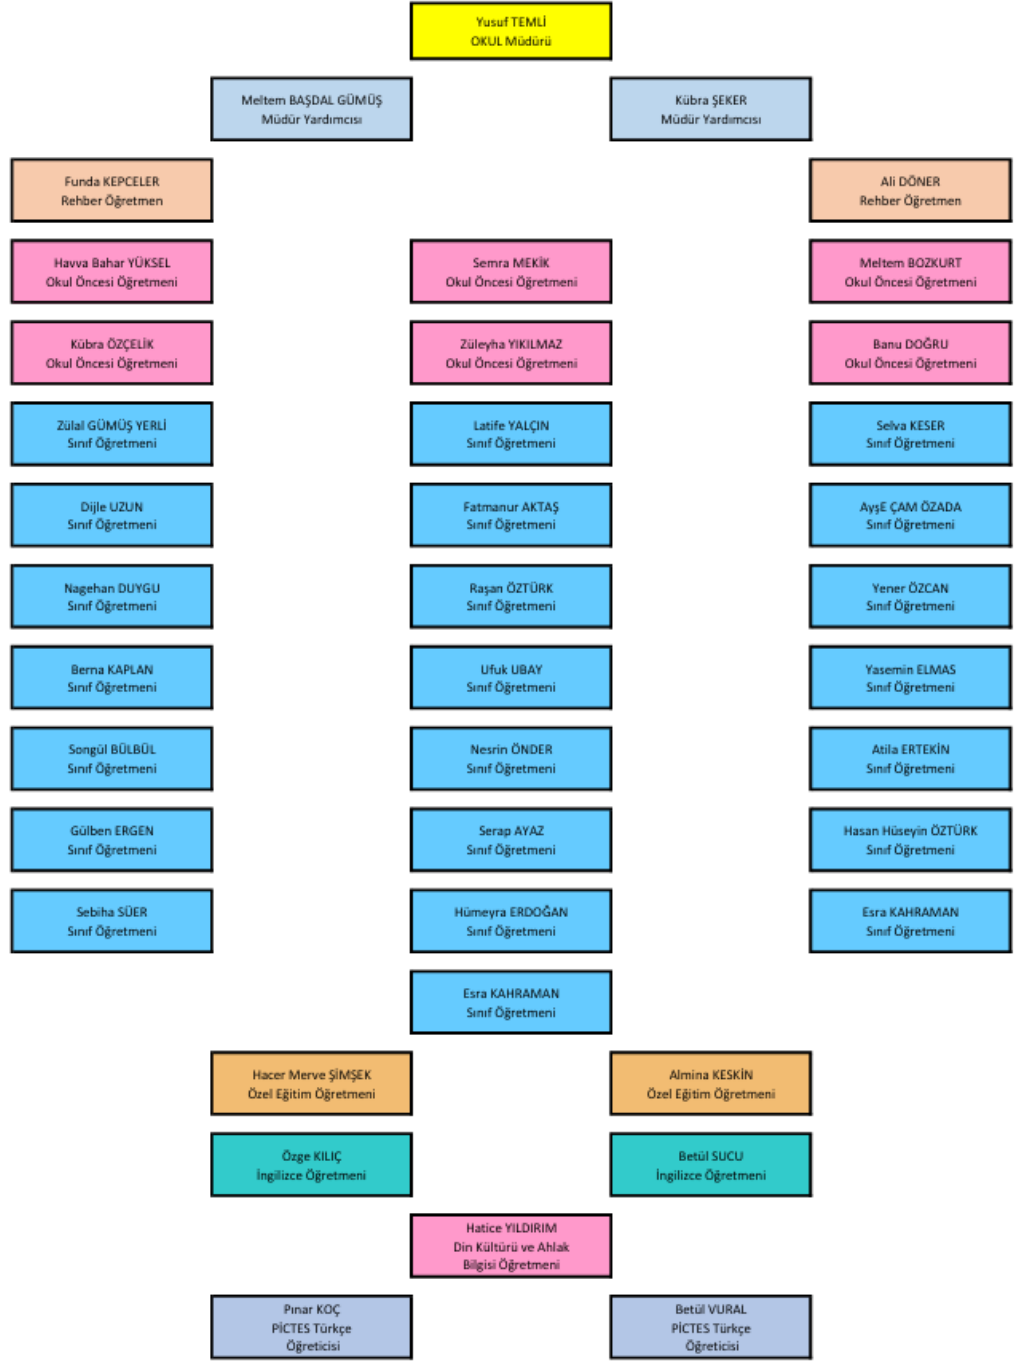 Yusuf TEMLİ
OKUL Müdürü
Meltem BAŞDAL GÜMÜŞ
Müdür Yardımcısı
Kübra ŞEKER
Müdür Yardımcısı
Funda KEPCELER
Rehber Öğretmen
Ali DÖNER
Rehber Öğretmen
Havva Bahar YÜKSEL
Okul Öncesi Öğretmeni
Semra MEKİK
Okul Öncesi Öğretmeni
Meltem BOZKURT
Okul Öncesi Öğretmeni
Kübra ÖZÇELİK
Okul Öncesi Öğretmeni
Züleyha YIKILMAZ
Okul Öncesi Öğretmeni
Banu DOĞRU
Okul Öncesi Öğretmeni
Zülal GÜMÜŞ YERLİ
Sınıf Öğretmeni
Latife YALÇIN
Sınıf Öğretmeni
Selva KESER
Sınıf Öğretmeni
Dijle UZUN
Sınıf Öğretmeni
Fatmanur AKTAŞ
Sınıf Öğretmeni
AyşE ÇAM ÖZADA
Sınıf Öğretmeni
Nagehan DUYGU
Sınıf Öğretmeni
Raşan ÖZTÜRK
Sınıf Öğretmeni
Yener ÖZCAN
Sınıf Öğretmeni
Berna KAPLAN
Sınıf Öğretmeni
Ufuk UBAY
Sınıf Öğretmeni
Yasemin ELMAS
Sınıf Öğretmeni
Songül BÜLBÜL
Sınıf Öğretmeni
Nesrin ÖNDER
Sınıf Öğretmeni
Atila ERTEKİN
Sınıf Öğretmeni
Gülben ERGEN
Sınıf Öğretmeni
Serap AYAZ
Sınıf Öğretmeni
Hasan Hüseyin ÖZTÜRK
Sınıf Öğretmeni
Sebiha SÜER
Sınıf Öğretmeni
Hümeyra ERDOĞAN
Sınıf Öğretmeni
Esra KAHRAMAN
Sınıf Öğretmeni
Esra KAHRAMAN
Sınıf Öğretmeni
Hacer Merve ŞİMŞEK
Özel Eğitim Öğretmeni
Almina KESKİN
Özel Eğitim Öğretmeni
Özge KILIÇ
İngilizce Öğretmeni
Betül SUCU
İngilizce Öğretmeni
Hatice YILDIRIM
Din Kültürü ve Ahlak
Bilgisi Öğretmeni
Pınar KOÇ
PİCTES Türkçe
Öğreticisi
Betül VURAL
PİCTES Türkçe
Öğreticisi